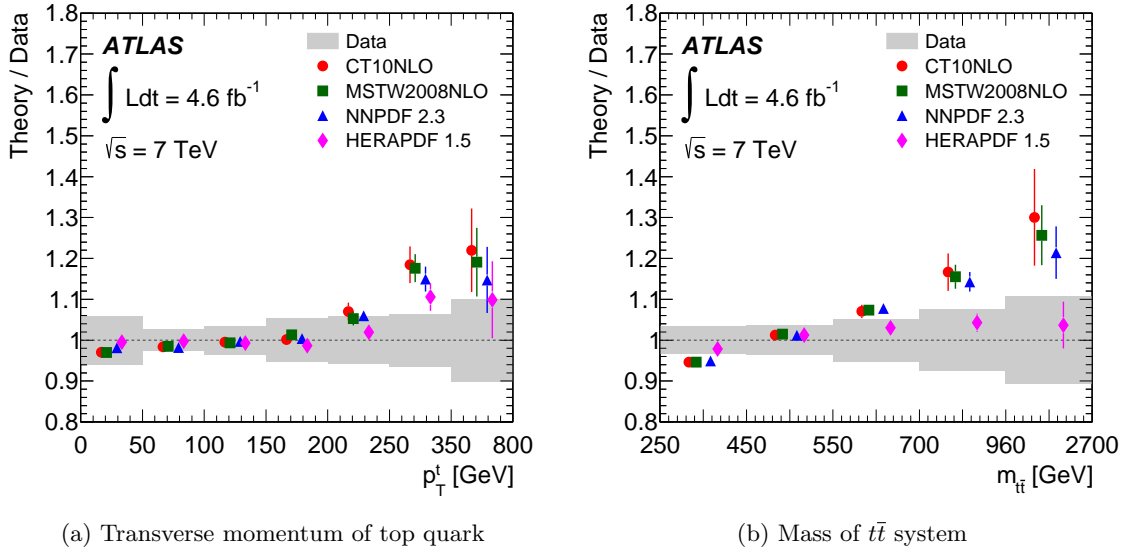 Theory / Data
1.8
1.7
1.6
1.5
1.4
1.3
1.2
1.1
1
0.9
0.8
ATLAS
∫ Ldt = 4.6 fb⁻¹
√s = 7 TeV
Data
CT10NLO
MSTW2008NLO
NNPDF 2.3
HERAPDF 1.5
0 50 100 150 200 250 350 800
p_T^t [GeV]
(a) Transverse momentum of top quark
Theory / Data
1.8
1.7
1.6
1.5
1.4
1.3
1.2
1.1
1
0.9
0.8
ATLAS
∫ Ldt = 4.6 fb⁻¹
√s = 7 TeV
Data
CT10NLO
MSTW2008NLO
NNPDF 2.3
HERAPDF 1.5
250 450 550 700 960 2700
m_tt̄ [GeV]
(b) Mass of tt̄ system